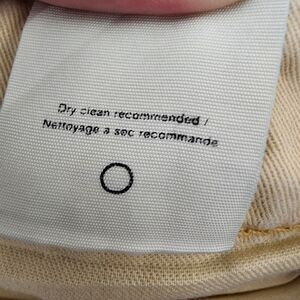 Dry clean recommended /
Nettoyage a sec recommande